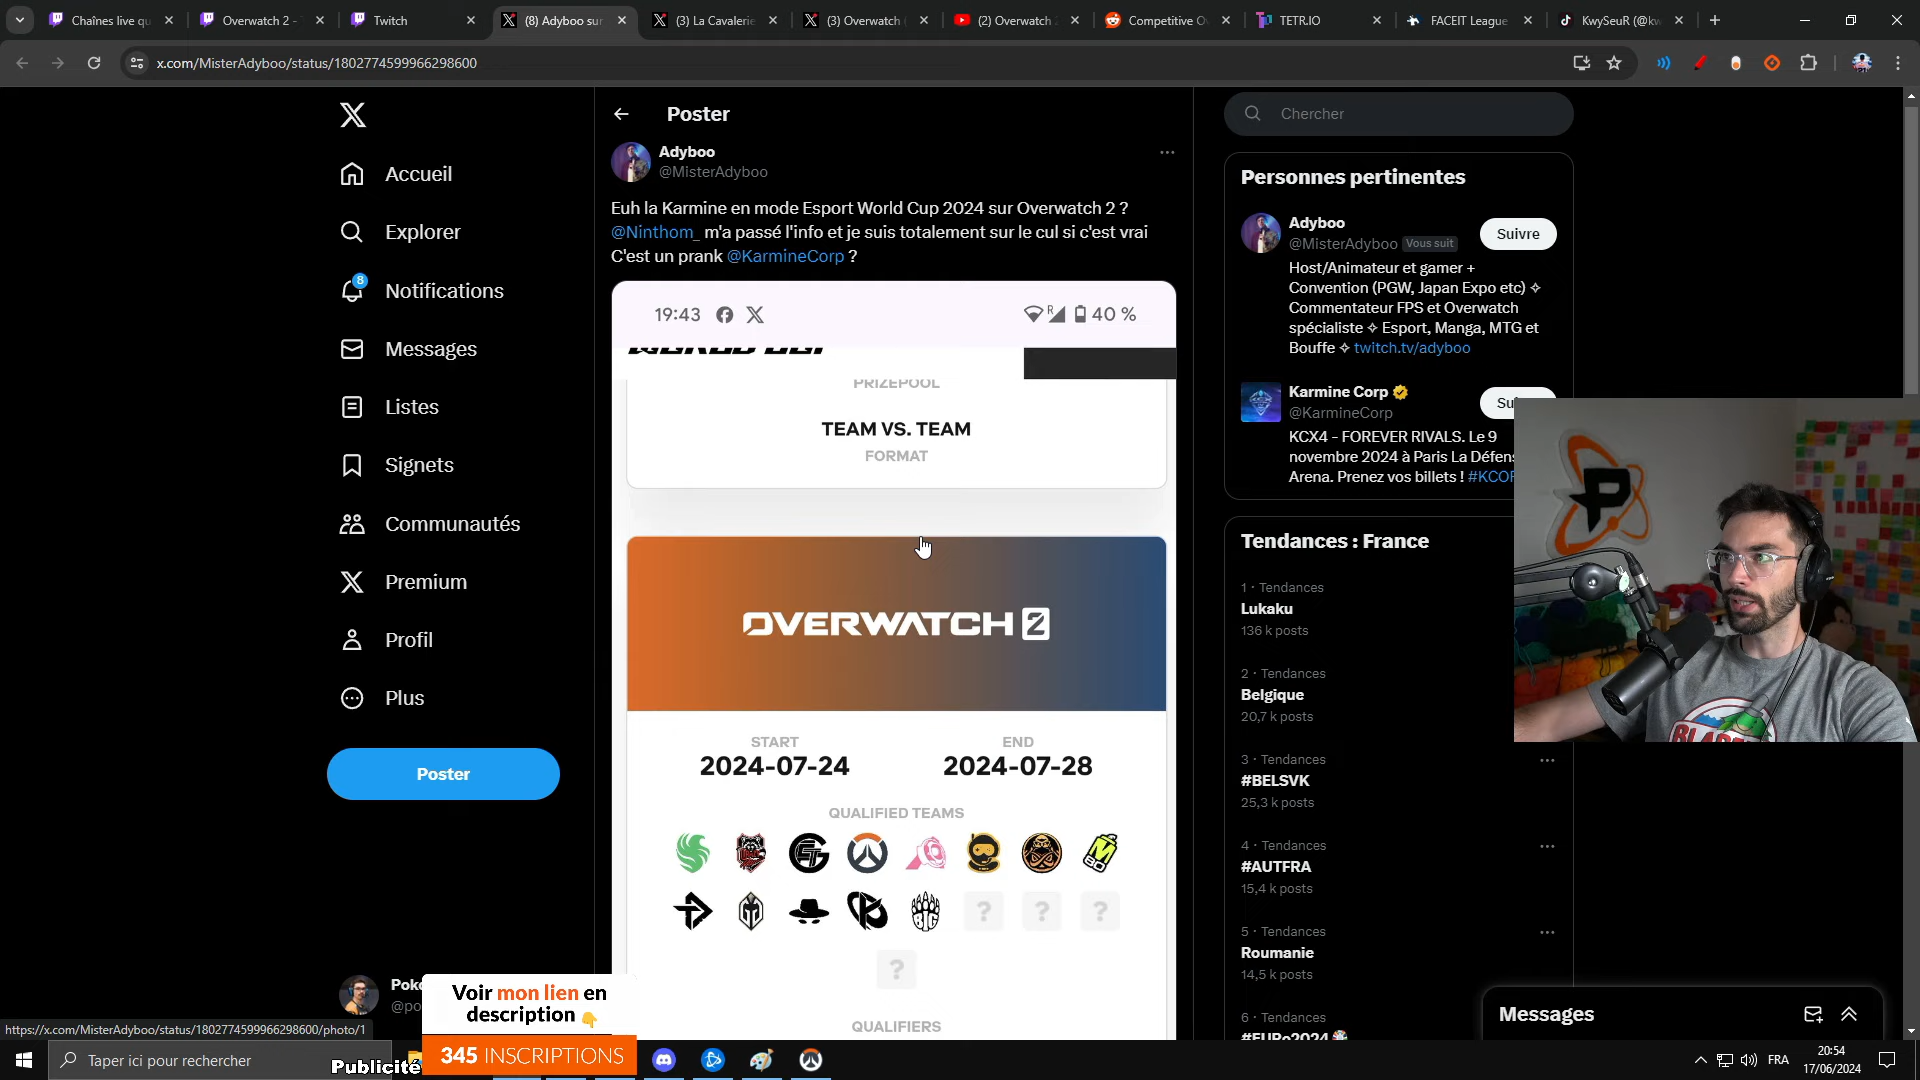 Chaînes live qu
Overwatch 2 -
Twitch
(8) Adyboo sur
(3) La Cavalerie
(3) Overwatch (
(2) Overwatch 2
Competitive O
TETR.IO
FACEIT League
KwySeuR (@kw
x.com/MisterAdyboo/status/1802774599966298600
Accueil
Explorer
8
Notifications
Messages
Listes
Signets
Communautés
Premium
Profil
Plus
Poster
Poster
Adyboo
@MisterAdyboo
Euh la Karmine en mode Esport World Cup 2024 sur Overwatch 2 ?
@Ninthom_ m'a passé l'info et je suis totalement sur le cul si c'est vrai
C'est un prank @KarmineCorp ?
19:43
R
40 %
PRIZEPOOL
TEAM VS. TEAM
FORMAT
OVERWATCH 2
START
2024-07-24
END
2024-07-28
QUALIFIED TEAMS
?
?
?
?
QUALIFIERS
Chercher
Personnes pertinentes
Adyboo
@MisterAdyboo Vous suit
Suivre
Host/Animateur et gamer +
Convention (PGW, Japan Expo etc) ✧
Commentateur FPS et Overwatch
spécialiste ✧ Esport, Manga, MTG et
Bouffe ✧ twitch.tv/adyboo
Karmine Corp
@KarmineCorp
KCX4 - FOREVER RIVALS. Le 9
novembre 2024 à Paris La Défens
Arena. Prenez vos billets ! #KCOR
Tendances : France
1 · Tendances
Lukaku
136 k posts
2 · Tendances
Belgique
20,7 k posts
3 · Tendances
#BELSVK
25,3 k posts
4 · Tendances
#AUTFRA
15,4 k posts
5 · Tendances
Roumanie
14,5 k posts
6 · Tendances
#EURo2024
Messages
Voir mon lien en
description
345 INSCRIPTIONS
Publicité
https://x.com/MisterAdyboo/status/1802774599966298600/photo/1
Taper ici pour rechercher
FRA
20:54
17/06/2024